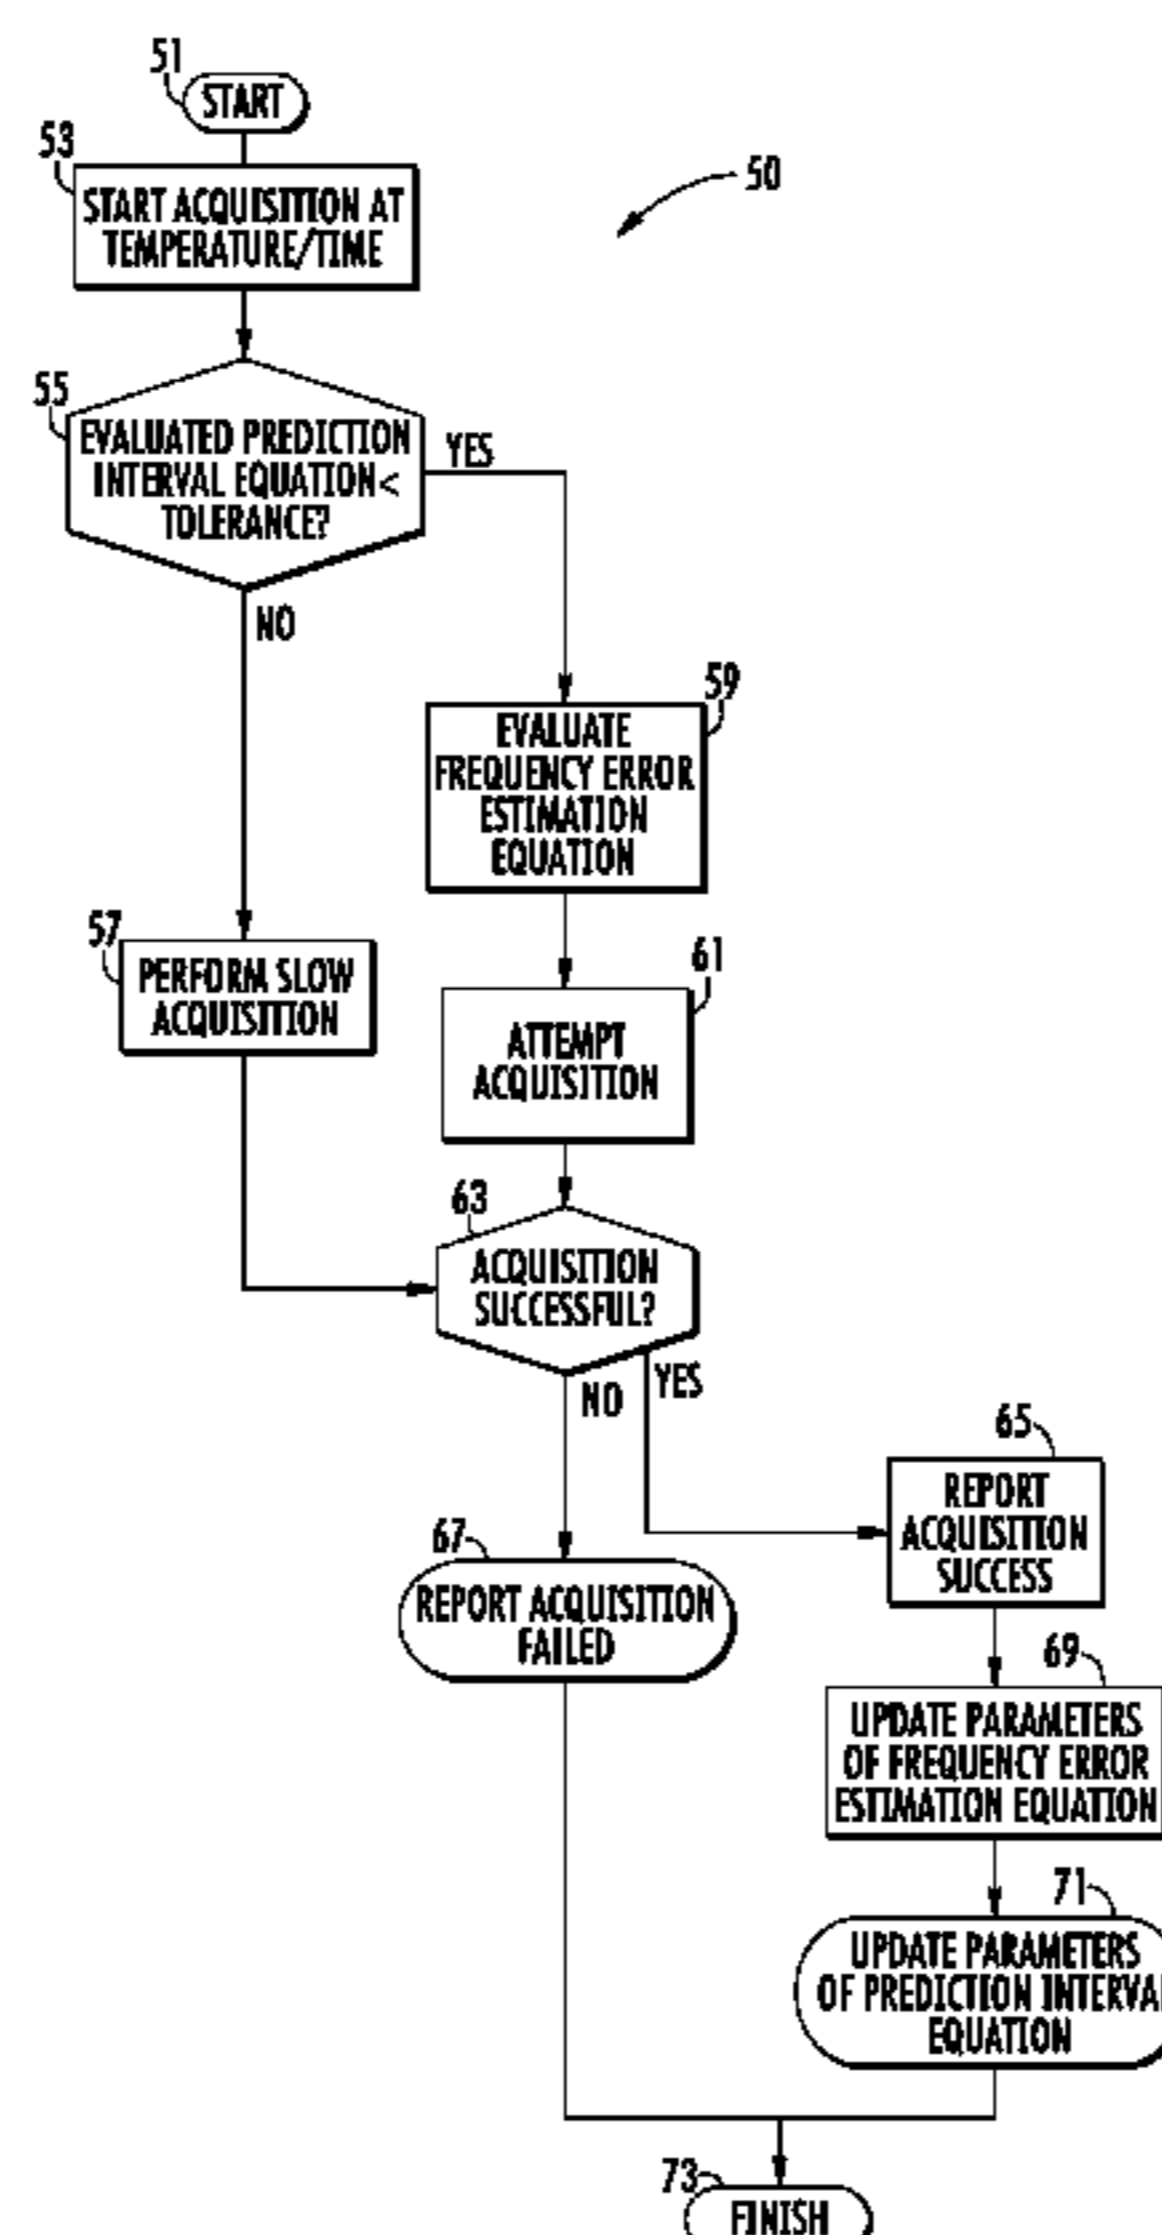 51
START
53
START ACQUISITION AT
TEMPERATURE/TIME
50
55
EVALUATED PREDICTION
INTERVAL EQUATION<
TOLERANCE?
YES
NO
59
EVALUATE
FREQUENCY ERROR
ESTIMATION
EQUATION
57
PERFORM SLOW
ACQUISITION
61
ATTEMPT
ACQUISITION
63
ACQUISITION
SUCCESSFUL?
NO
YES
65
REPORT
ACQUISITION
SUCCESS
67
REPORT ACQUISITION
FAILED
69
UPDATE PARAMETERS
OF FREQUENCY ERROR
ESTIMATION EQUATION
71
UPDATE PARAMETERS
OF PREDICTION INTERVAL
EQUATION
73
FINISH